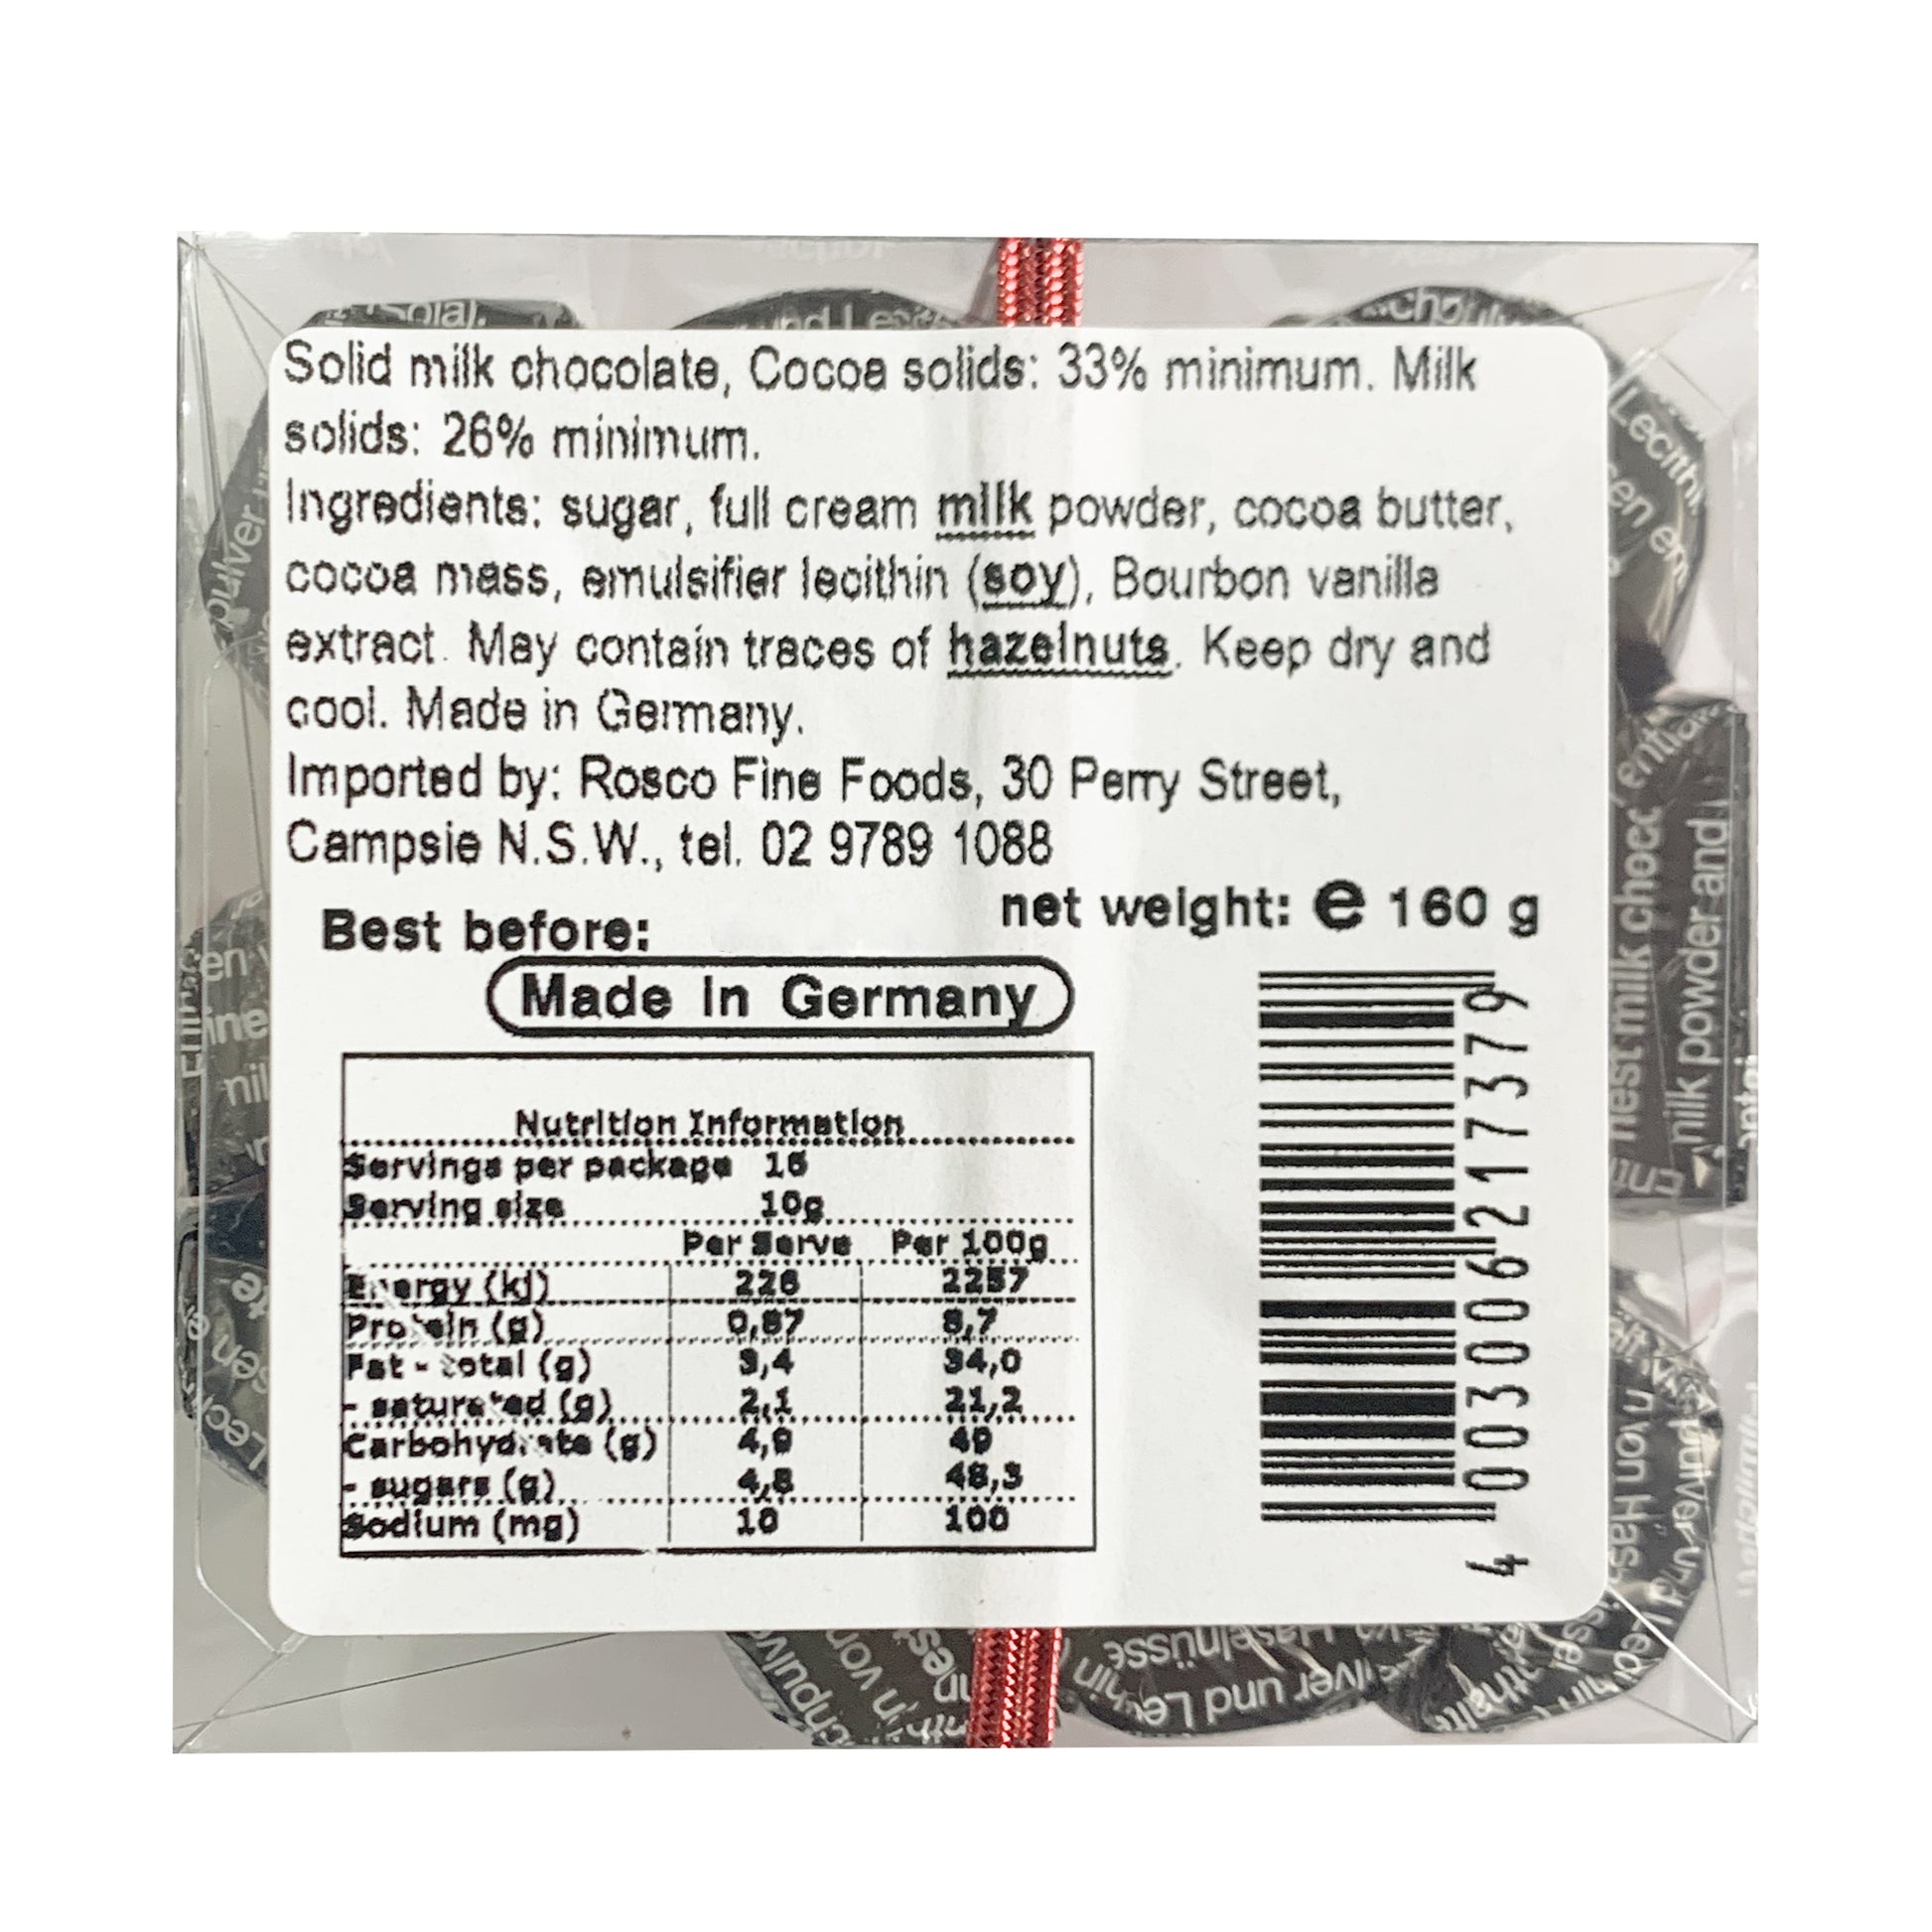 Solid milk chocolate, Cocoa solids: 33% minimum. Milk
solids: 26% minimum.
Ingredients: sugar, full cream milk powder, cocoa butter,
cocoa mass, emulsifier lecithin (soy), Bourbon vanilla
extract. May contain traces of hazelnuts. Keep dry and
cool. Made in Germany.
Imported by: Rosco Fine Foods, 30 Perry Street,
Campsie N.S.W., tel. 02 9789 1088
net weight: e 160 g
Best before:
Made in Germany
Nutrition Information
Servings per package 16
Serving size 10g
Per Serve Per 100g
Energy (kj) 226 2257
Protein (g) 0,87 8,7
Fat - total (g) 3,4 34,0
- saturated (g) 2,1 21,2
Carbohydrate (g) 4,9 49
- sugars (g) 4,8 48,3
Sodium (mg) 10 100
4 003006 217379
milk powder and